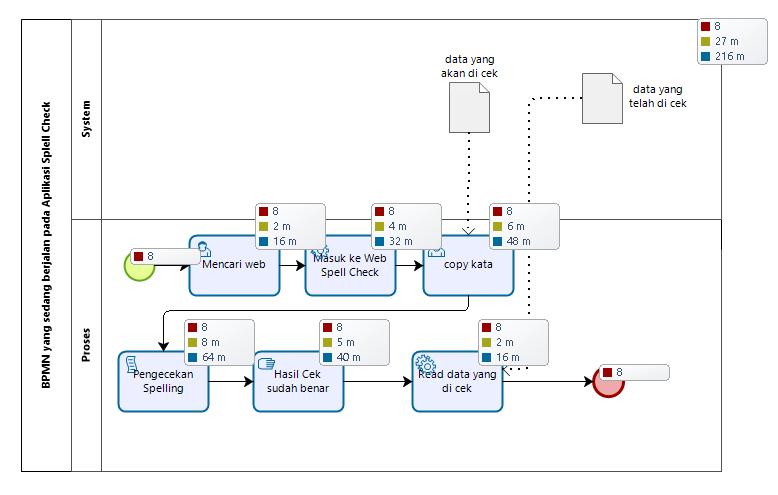 BPMN yang sedang berjalan pada Aplikasi Splell Check
System
Proses
8
27 m
216 m
data yang
akan di cek
data yang
telah di cek
8
8
2 m
16 m
Mencari web
8
4 m
32 m
Masuk ke Web
Spell Check
8
6 m
48 m
copy kata
8
8 m
64 m
Pengecekan
Spelling
8
5 m
40 m
Hasil Cek
sudah benar
8
2 m
16 m
Read data yang
di cek
8